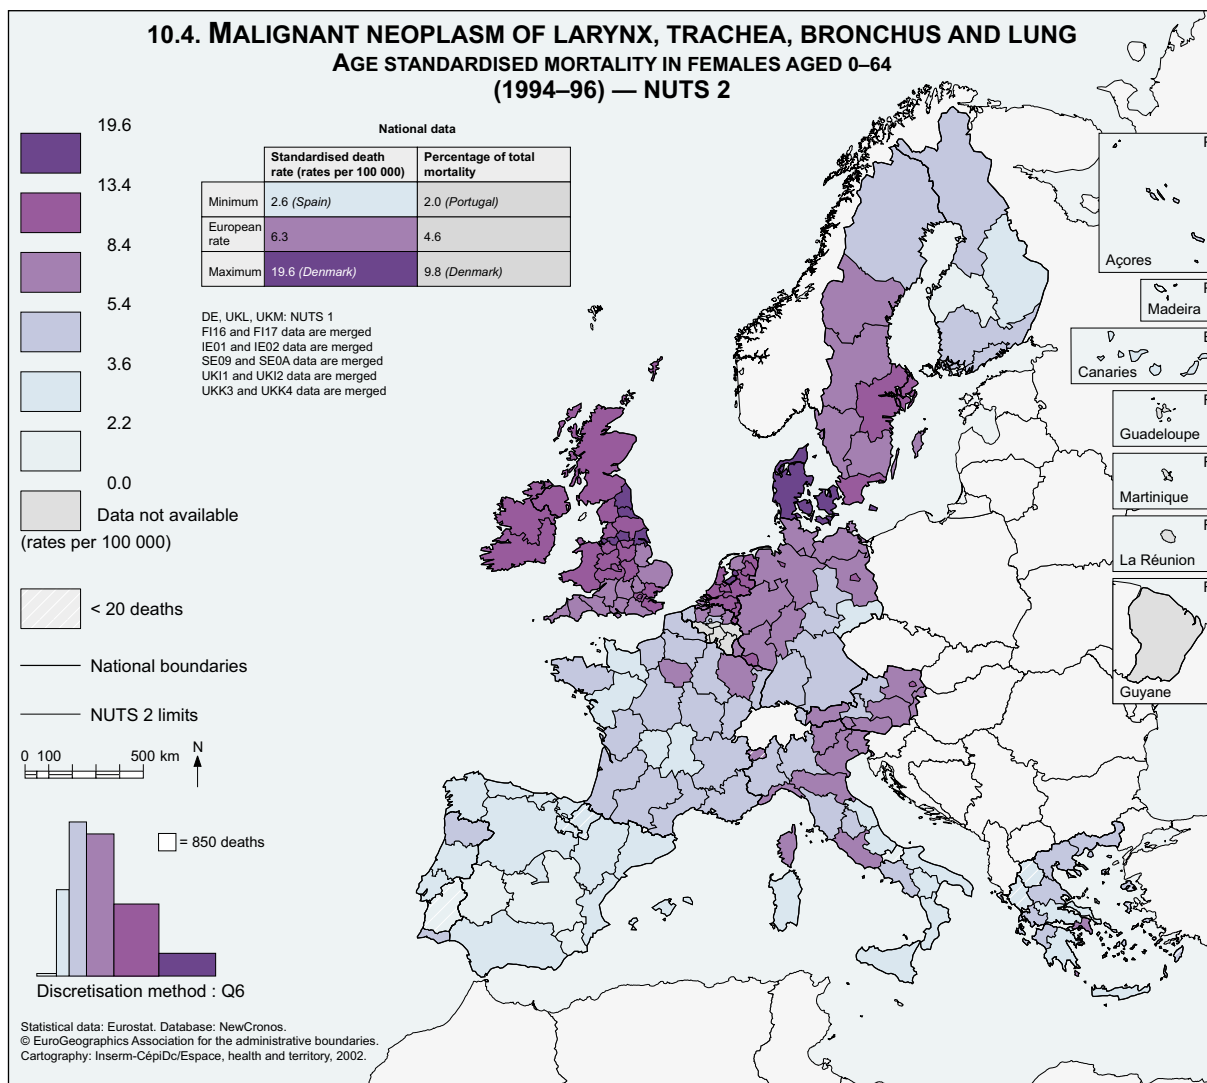 10.4. MALIGNANT NEOPLASM OF LARYNX, TRACHEA, BRONCHUS AND LUNG
AGE STANDARDISED MORTALITY IN FEMALES AGED 0–64
(1994–96) — NUTS 2
19.6
13.4
8.4
5.4
3.6
2.2
0.0
Data not available
(rates per 100 000)
< 20 deaths
National boundaries
NUTS 2 limits
0 100 500 km
N
National data
Standardised death rate (rates per 100 000) Percentage of total mortality
Minimum 2.6 (Spain) 2.0 (Portugal)
European rate 6.3 4.6
Maximum 19.6 (Denmark) 9.8 (Denmark)
DE, UKL, UKM: NUTS 1
FI16 and FI17 data are merged
IE01 and IE02 data are merged
SE09 and SE0A data are merged
UKI1 and UKI2 data are merged
UKK3 and UKK4 data are merged
Açores
Madeira
Canaries
Guadeloupe
Martinique
La Réunion
Guyane
= 850 deaths
Discretisation method : Q6
Statistical data: Eurostat. Database: NewCronos.
© EuroGeographics Association for the administrative boundaries.
Cartography: Inserm-CépiDc/Espace, health and territory, 2002.